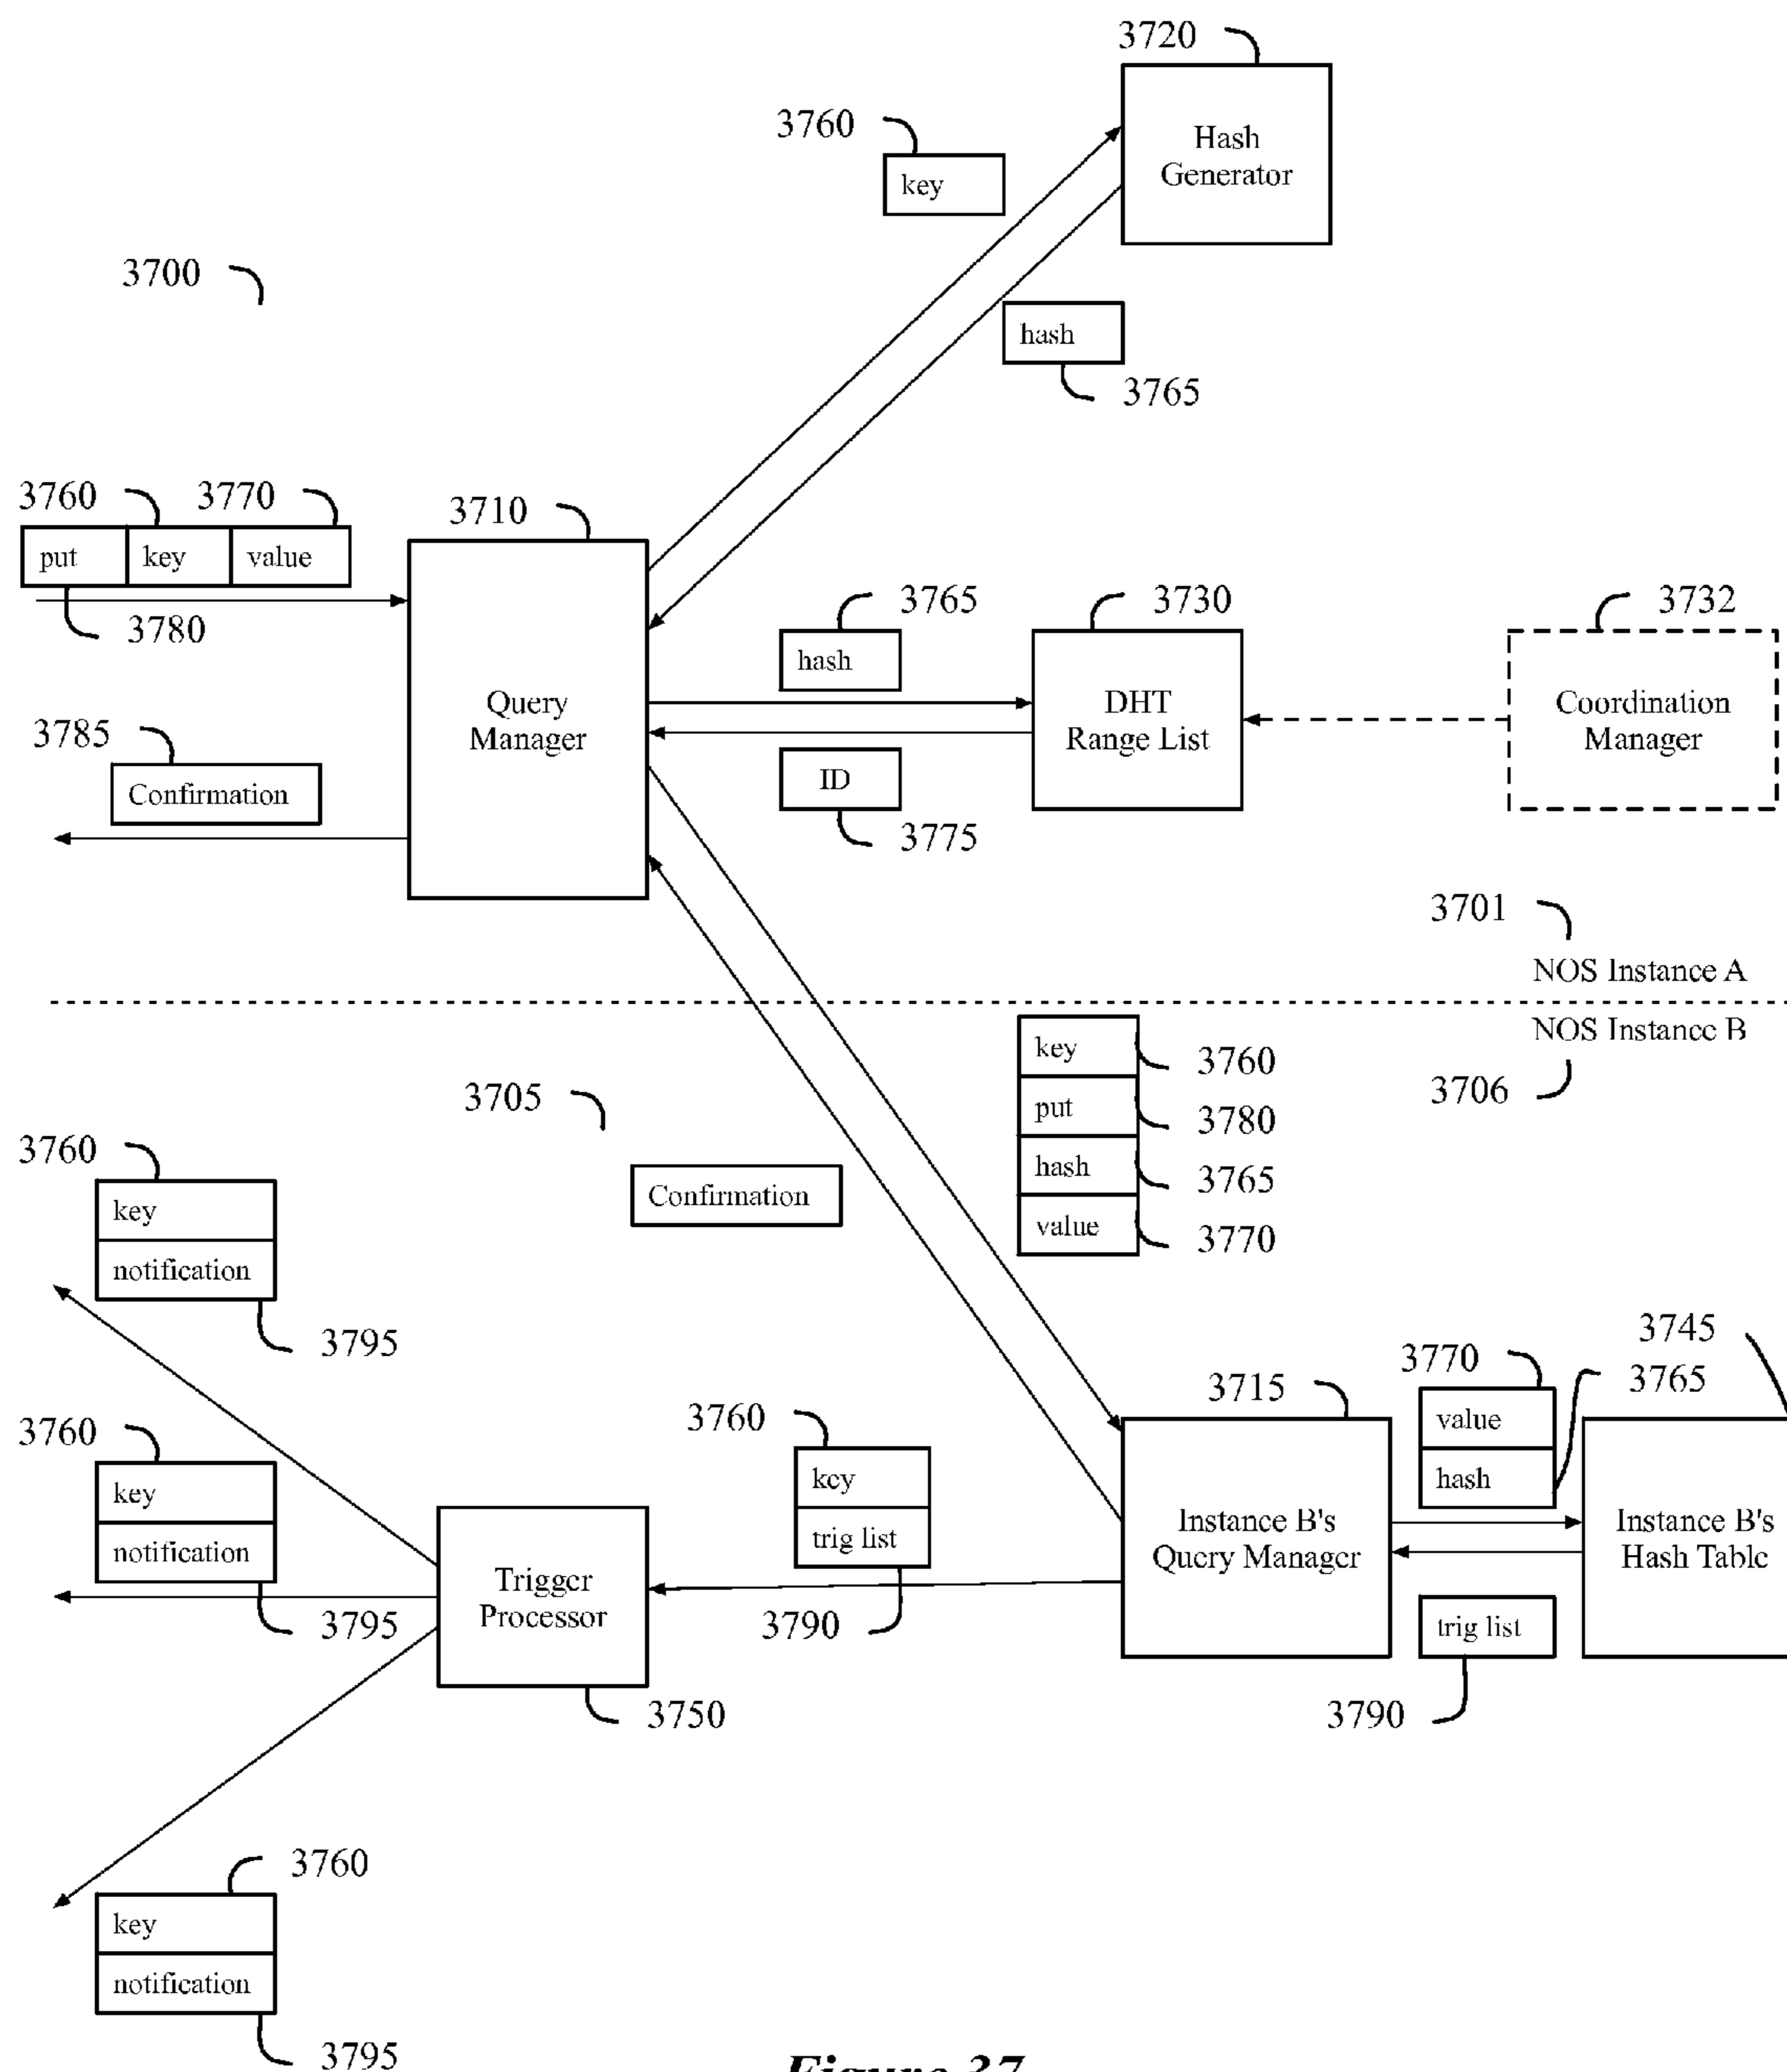 3720
3760
Hash
Generator
key
3700
hash
3765
3760
3770
3710
put
key
value
3780
3765
3730
3732
hash
Query
Manager
DHT
Range List
Coordination
Manager
3785
Confirmation
ID
3775
3701
NOS Instance A
NOS Instance B
key
3760
3706
3705
put
3780
3760
hash
3765
key
Confirmation
value
3770
notification
3795
3745
3770
3765
3715
3760
3760
value
key
key
hash
notification
trig list
Instance B's
Query Manager
Instance B's
Hash Table
Trigger
Processor
3795
3790
trig list
3750
3790
3760
key
notification
3795
Figure 37